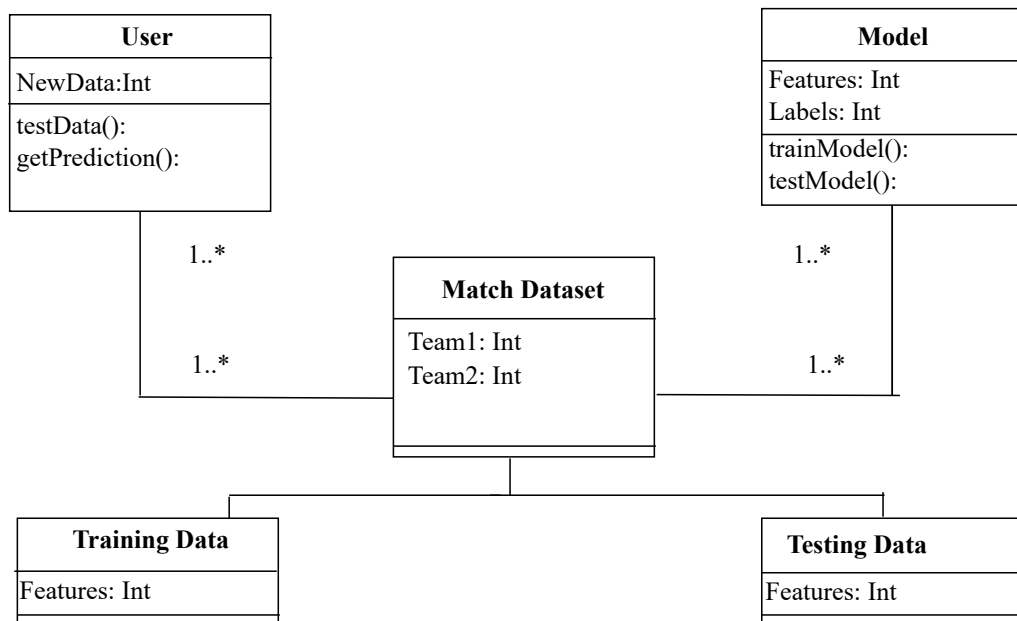 User
NewData:Int
testData():
getPrediction():
Model
Features: Int
Labels: Int
trainModel():
testModel():
1..*
1..*
Match Dataset
Team1: Int
Team2: Int
1..*
1..*
Training Data
Features: Int
Testing Data
Features: Int